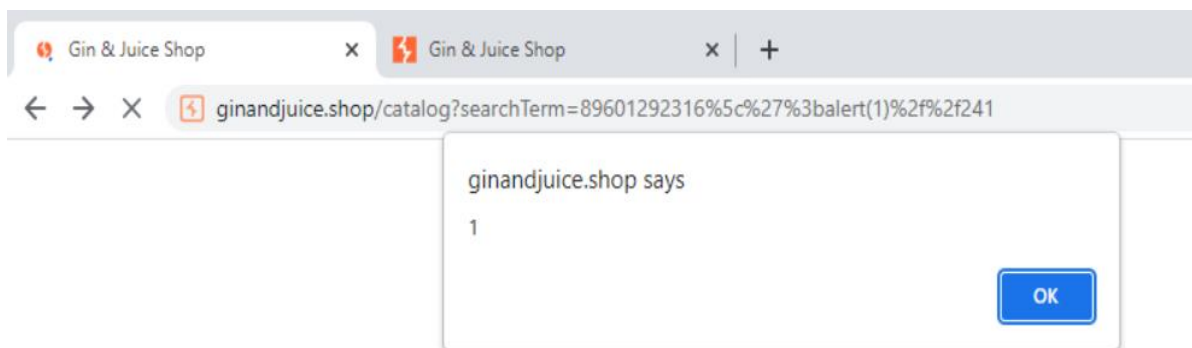 Gin & Juice Shop
Gin & Juice Shop
ginandjuice.shop/catalog?searchTerm=89601292316%5c%27%3balert(1)%2f%2f241
ginandjuice.shop says
1
OK